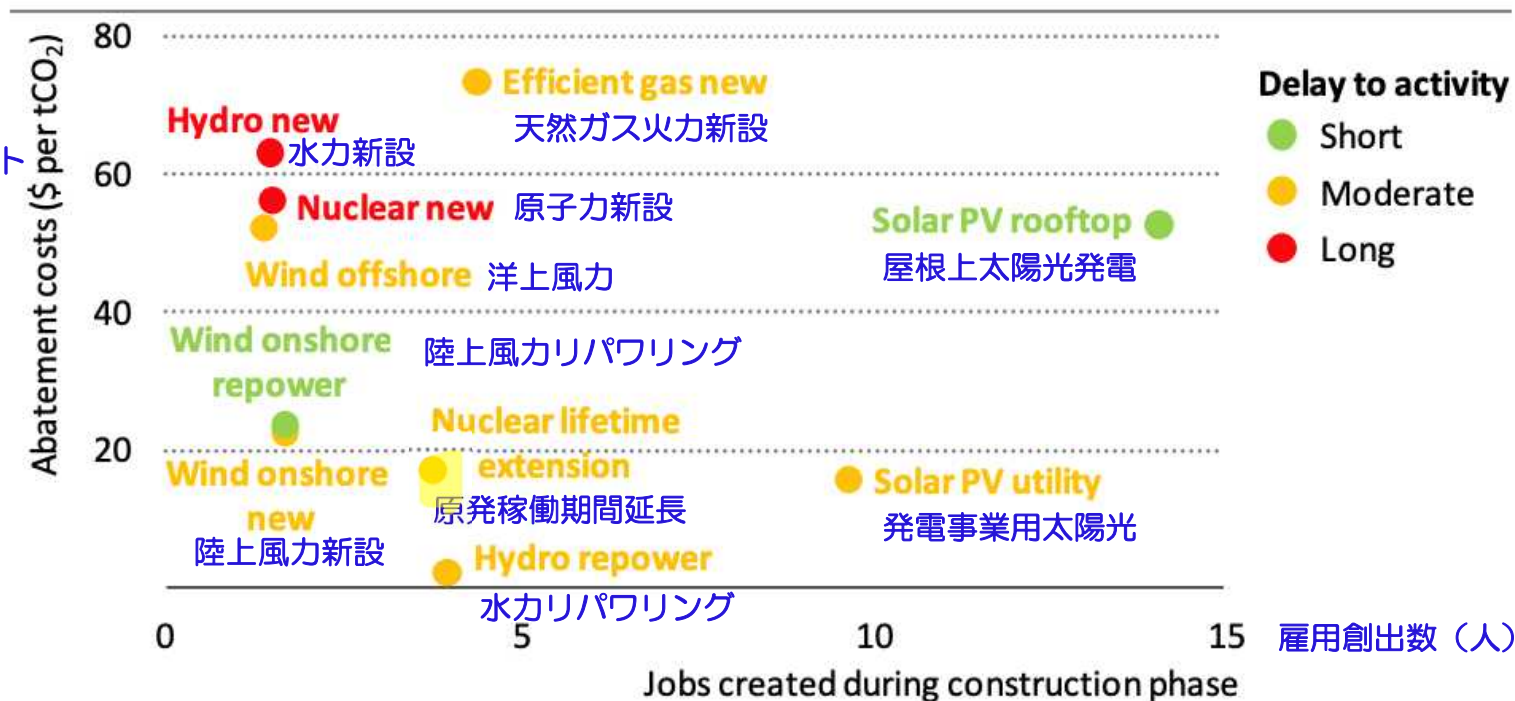 Abatement costs ($ per tCO₂)
80
60
40
20
0
5
10
15
Efficient gas new
天然ガス火力新設
Hydro new
水力新設
Nuclear new 原子力新設
Wind offshore 洋上風力
Solar PV rooftop
屋根上太陽光発電
Wind onshore
repower
陸上風力リパワリング
Nuclear lifetime
extension
原発稼働期間延長
Wind onshore
new
陸上風力新設
Solar PV utility
発電事業用太陽光
Hydro repower
水力リパワリング
雇用創出数（人）
Jobs created during construction phase
Delay to activity
Short
Moderate
Long